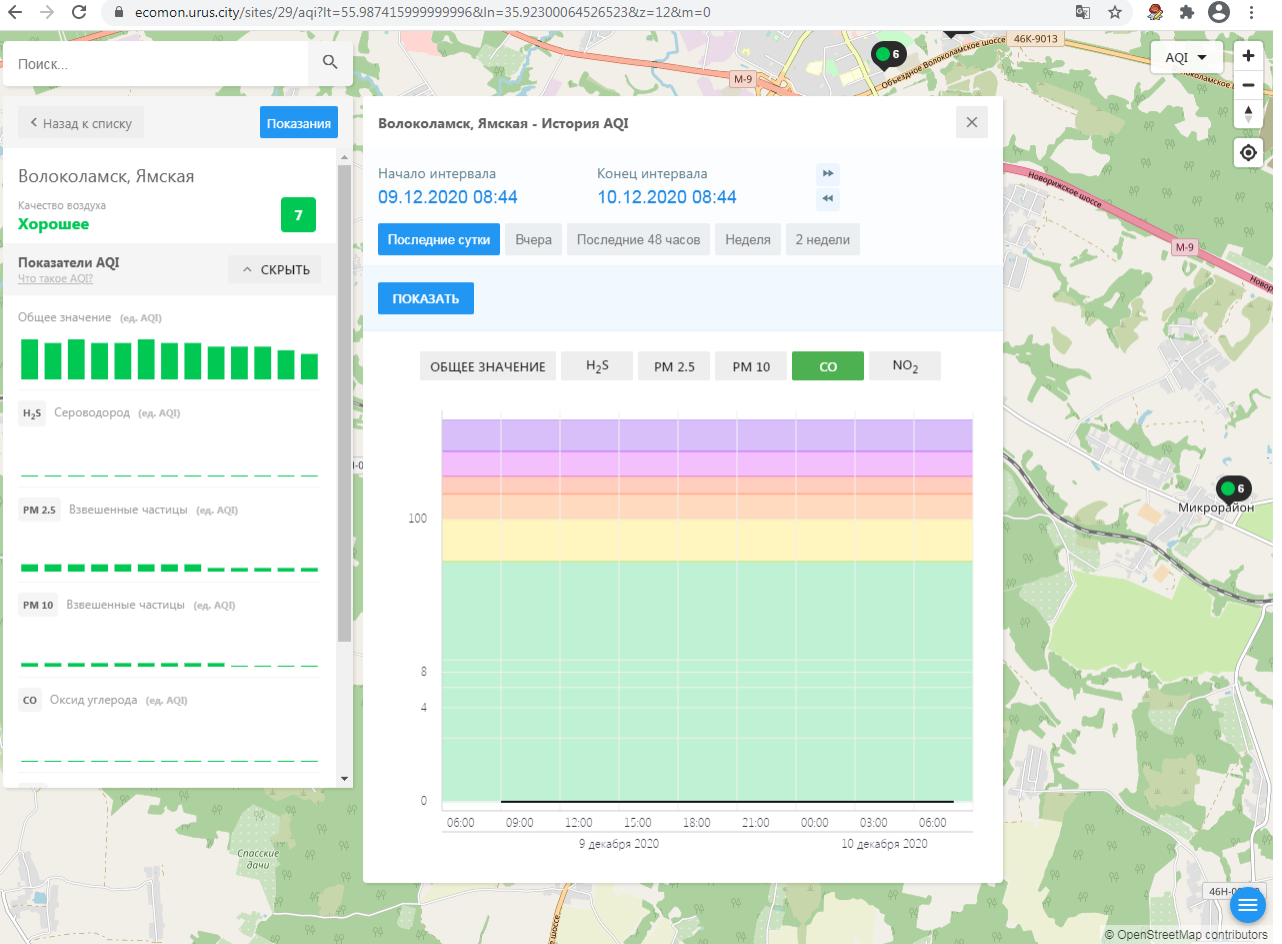 ecomon.urus.city/sites/29/aqi?lt=55.987415999999996&ln=35.92300064526523&z=12&m=0
46К-9013
6
Объездное Волоколамское шоссе
М-9
Поиск...
AQI
Назад к списку
Показания
Волоколамск, Ямская - История AQI
Волоколамск, Ямская
Качество воздуха
Хорошее
7
Начало интервала
Конец интервала
09.12.2020 08:44
10.12.2020 08:44
Новорижское шоссе
М-9
Последние сутки
Вчера
Последние 48 часов
Неделя
2 недели
Показатели AQI
Что такое AQI?
СКРЫТЬ
ПОКАЗАТЬ
Общее значение (ед. AQI)
ОБЩЕЕ ЗНАЧЕНИЕ
H2S
PM 2.5
PM 10
CO
NO2
H2S Сероводород (ед. AQI)
6
Микрорайон
PM 2.5 Взвешенные частицы (ед. AQI)
100
PM 10 Взвешенные частицы (ед. AQI)
8
CO Оксид углерода (ед. AQI)
4
0
06:00 09:00 12:00 15:00 18:00 21:00 00:00 03:00 06:00
9 декабря 2020
10 декабря 2020
Спасские
дачи
© OpenStreetMap contributors